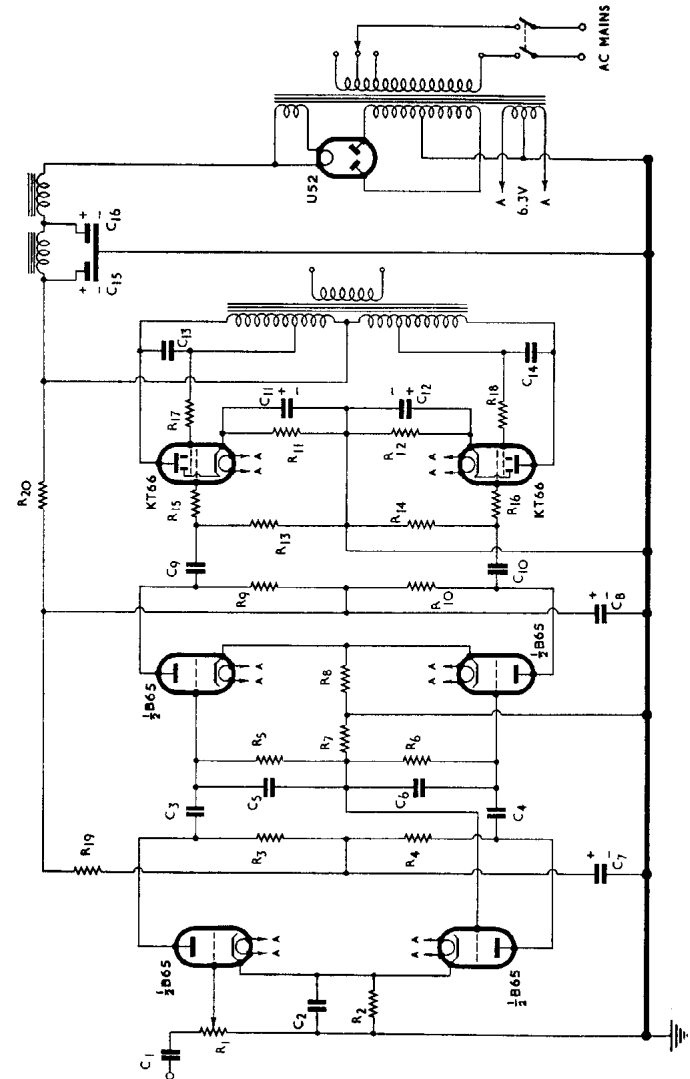 AC MAINS
U52
A
6.3V
A
C16
+
-
C15
+
-
C13
C14
R17
R18
C11
+
-
C12
-
+
R11
R12
KT66
A A
KT66
A A
R15
R16
R13
R14
R20
C9
C10
R9
R10
C8
+
-
½B65
A A
½B65
A A
R8
R7
R5
R6
C5
C6
C3
C4
R19
R3
R4
C7
+
-
½B65
A A
½B65
A A
C2
R2
R1
C1